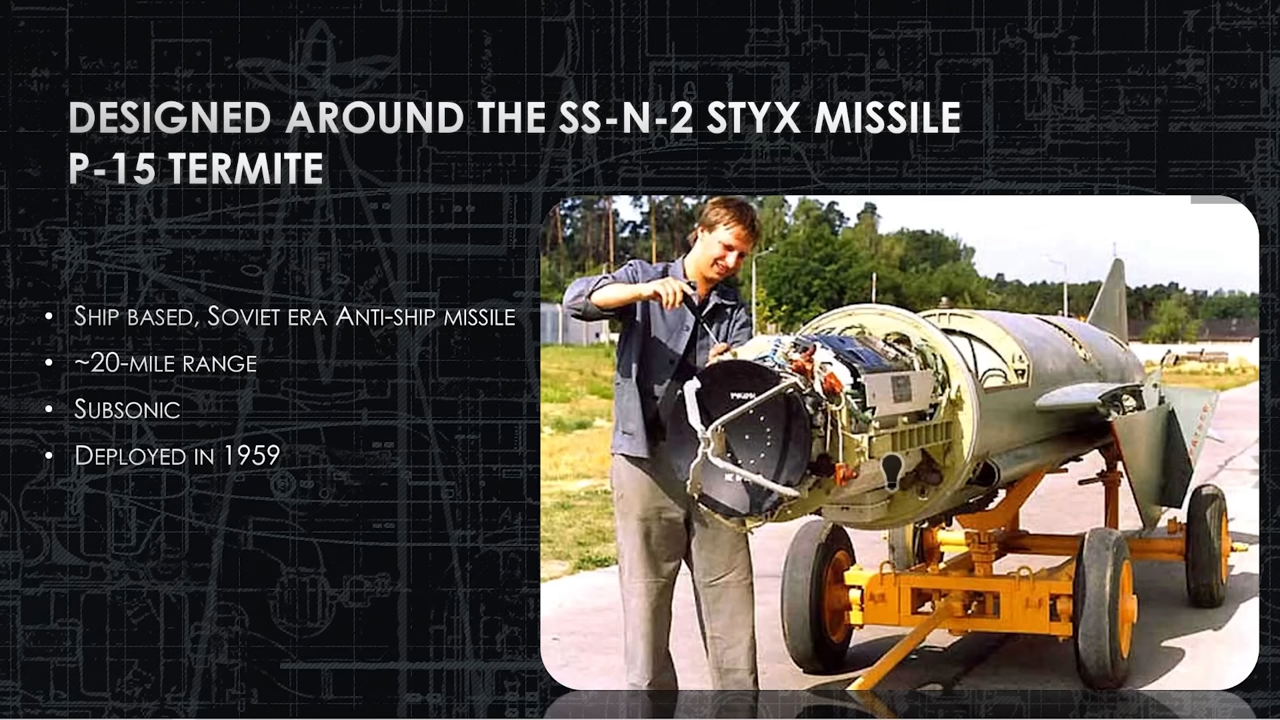 DESIGNED AROUND THE SS-N-2 STYX MISSILE
P-15 TERMITE
• SHIP BASED, SOVIET ERA ANTI-SHIP MISSILE
• ~20-MILE RANGE
• SUBSONIC
• DEPLOYED IN 1959